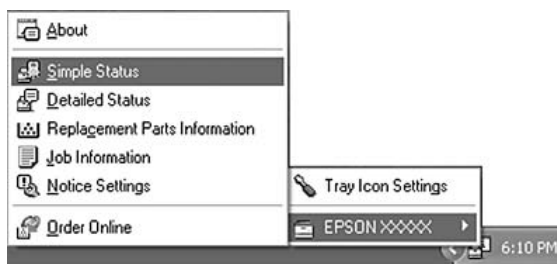 About
Simple Status
Detailed Status
Replacement Parts Information
Job Information
Notice Settings
Order Online
Tray Icon Settings
EPSON XXXXX
6:10 PM